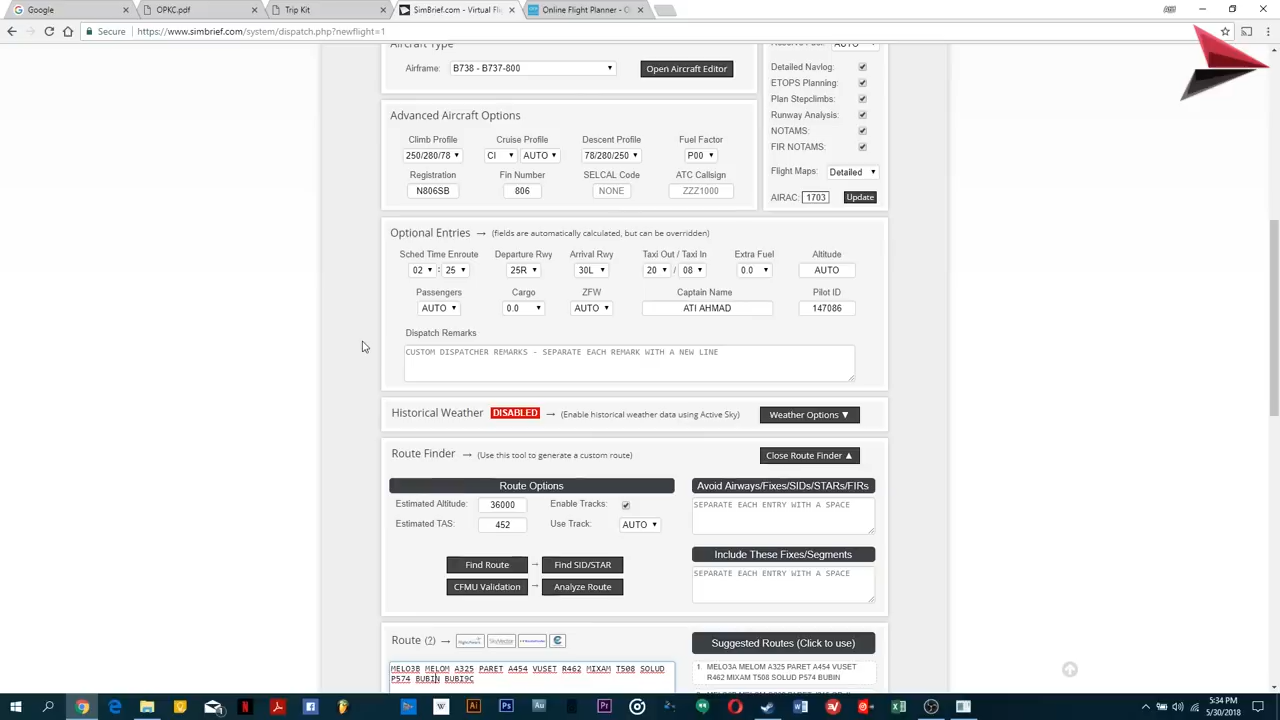 Google
OPKC.pdf
Trip Kit
SimBrief.com - Virtual Fli
Online Flight Planner - O
Secure
https://www.simbrief.com/system/dispatch.php?newflight=1
Aircraft Type
Airframe: B738 - B737-800 Open Aircraft Editor
Reserve Fuel: AUTO
Detailed Navlog:
ETOPS Planning:
Plan Stepclimbs:
Runway Analysis:
NOTAMS:
FIR NOTAMS:
Flight Maps: Detailed
AIRAC: 1703 Update
Advanced Aircraft Options
Climb Profile Cruise Profile Descent Profile Fuel Factor
250/280/78 CI AUTO 78/280/250 P00
Registration Fin Number SELCAL Code ATC Callsign
N806SB 806 NONE ZZZ1000
Optional Entries → (fields are automatically calculated, but can be overridden)
Sched Time Enroute Departure Rwy Arrival Rwy Taxi Out / Taxi In Extra Fuel Altitude
02 : 25 25R 30L 20 / 08 0.0 AUTO
Passengers Cargo ZFW Captain Name Pilot ID
AUTO 0.0 AUTO ATI AHMAD 147086
Dispatch Remarks
CUSTOM DISPATCHER REMARKS - SEPARATE EACH REMARK WITH A NEW LINE
Historical Weather DISABLED → (Enable historical weather data using Active Sky) Weather Options ▼
Route Finder → (Use this tool to generate a custom route) Close Route Finder ▲
Route Options
Estimated Altitude: 36000 Enable Tracks:
Estimated TAS: 452 Use Track: AUTO
Find Route → Find SID/STAR
CFMU Validation → Analyze Route
Avoid Airways/Fixes/SIDs/STARs/FIRs
SEPARATE EACH ENTRY WITH A SPACE
Include These Fixes/Segments
SEPARATE EACH ENTRY WITH A SPACE
Route (?) →
SkyVector
MELO3B MELOM A325 PARET A454 VUSET R462 MIXAM T508 SOLUD
P574 BUBIN BUBI9C
Suggested Routes (Click to use)
1 MELO3A MELOM A325 PARET A454 VUSET
R462 MIXAM T508 SOLUD P574 BUBIN
5:34 PM
5/30/2018